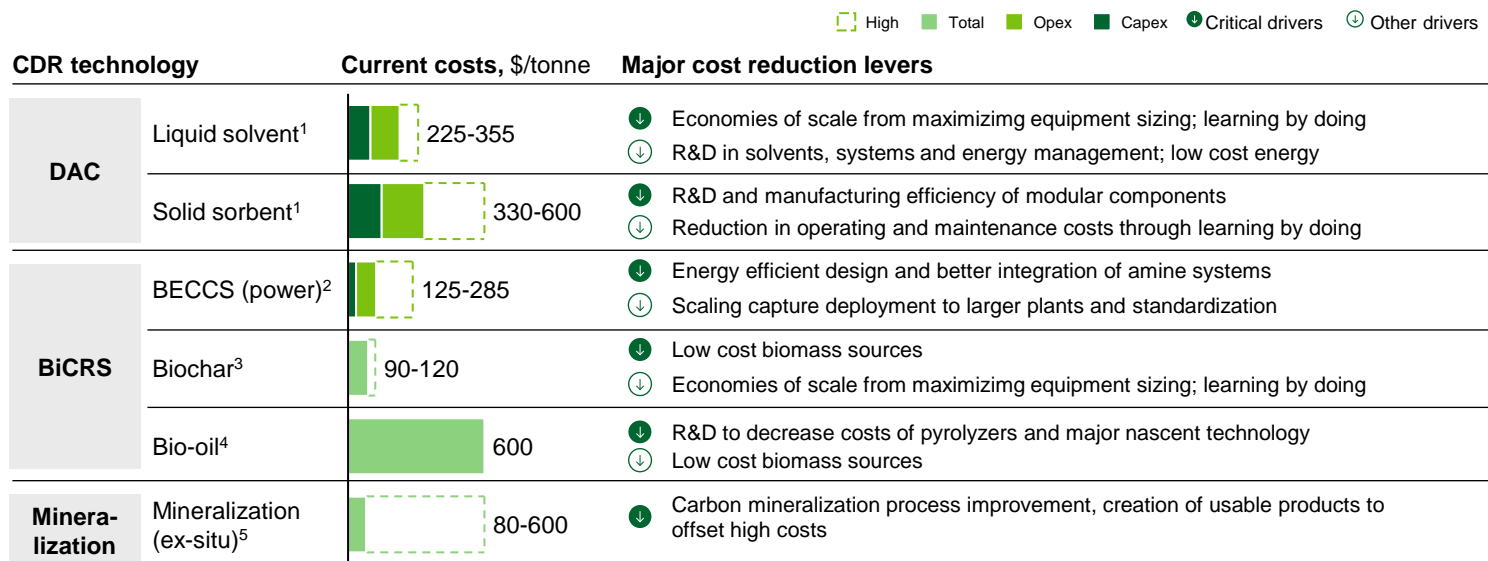 High Total Opex Capex Critical drivers Other drivers
CDR technology Current costs, $/tonne Major cost reduction levers
DAC
Liquid solvent1 225-355
Economies of scale from maximizimg equipment sizing; learning by doing
R&D in solvents, systems and energy management; low cost energy
Solid sorbent1 330-600
R&D and manufacturing efficiency of modular components
Reduction in operating and maintenance costs through learning by doing
BiCRS
BECCS (power)2 125-285
Energy efficient design and better integration of amine systems
Scaling capture deployment to larger plants and standardization
Biochar3 90-120
Low cost biomass sources
Economies of scale from maximizimg equipment sizing; learning by doing
Bio-oil4 600
R&D to decrease costs of pyrolyzers and major nascent technology
Low cost biomass sources
Minera-
lization
Mineralization
(ex-situ)5
80-600
Carbon mineralization process improvement, creation of usable products to
offset high costs